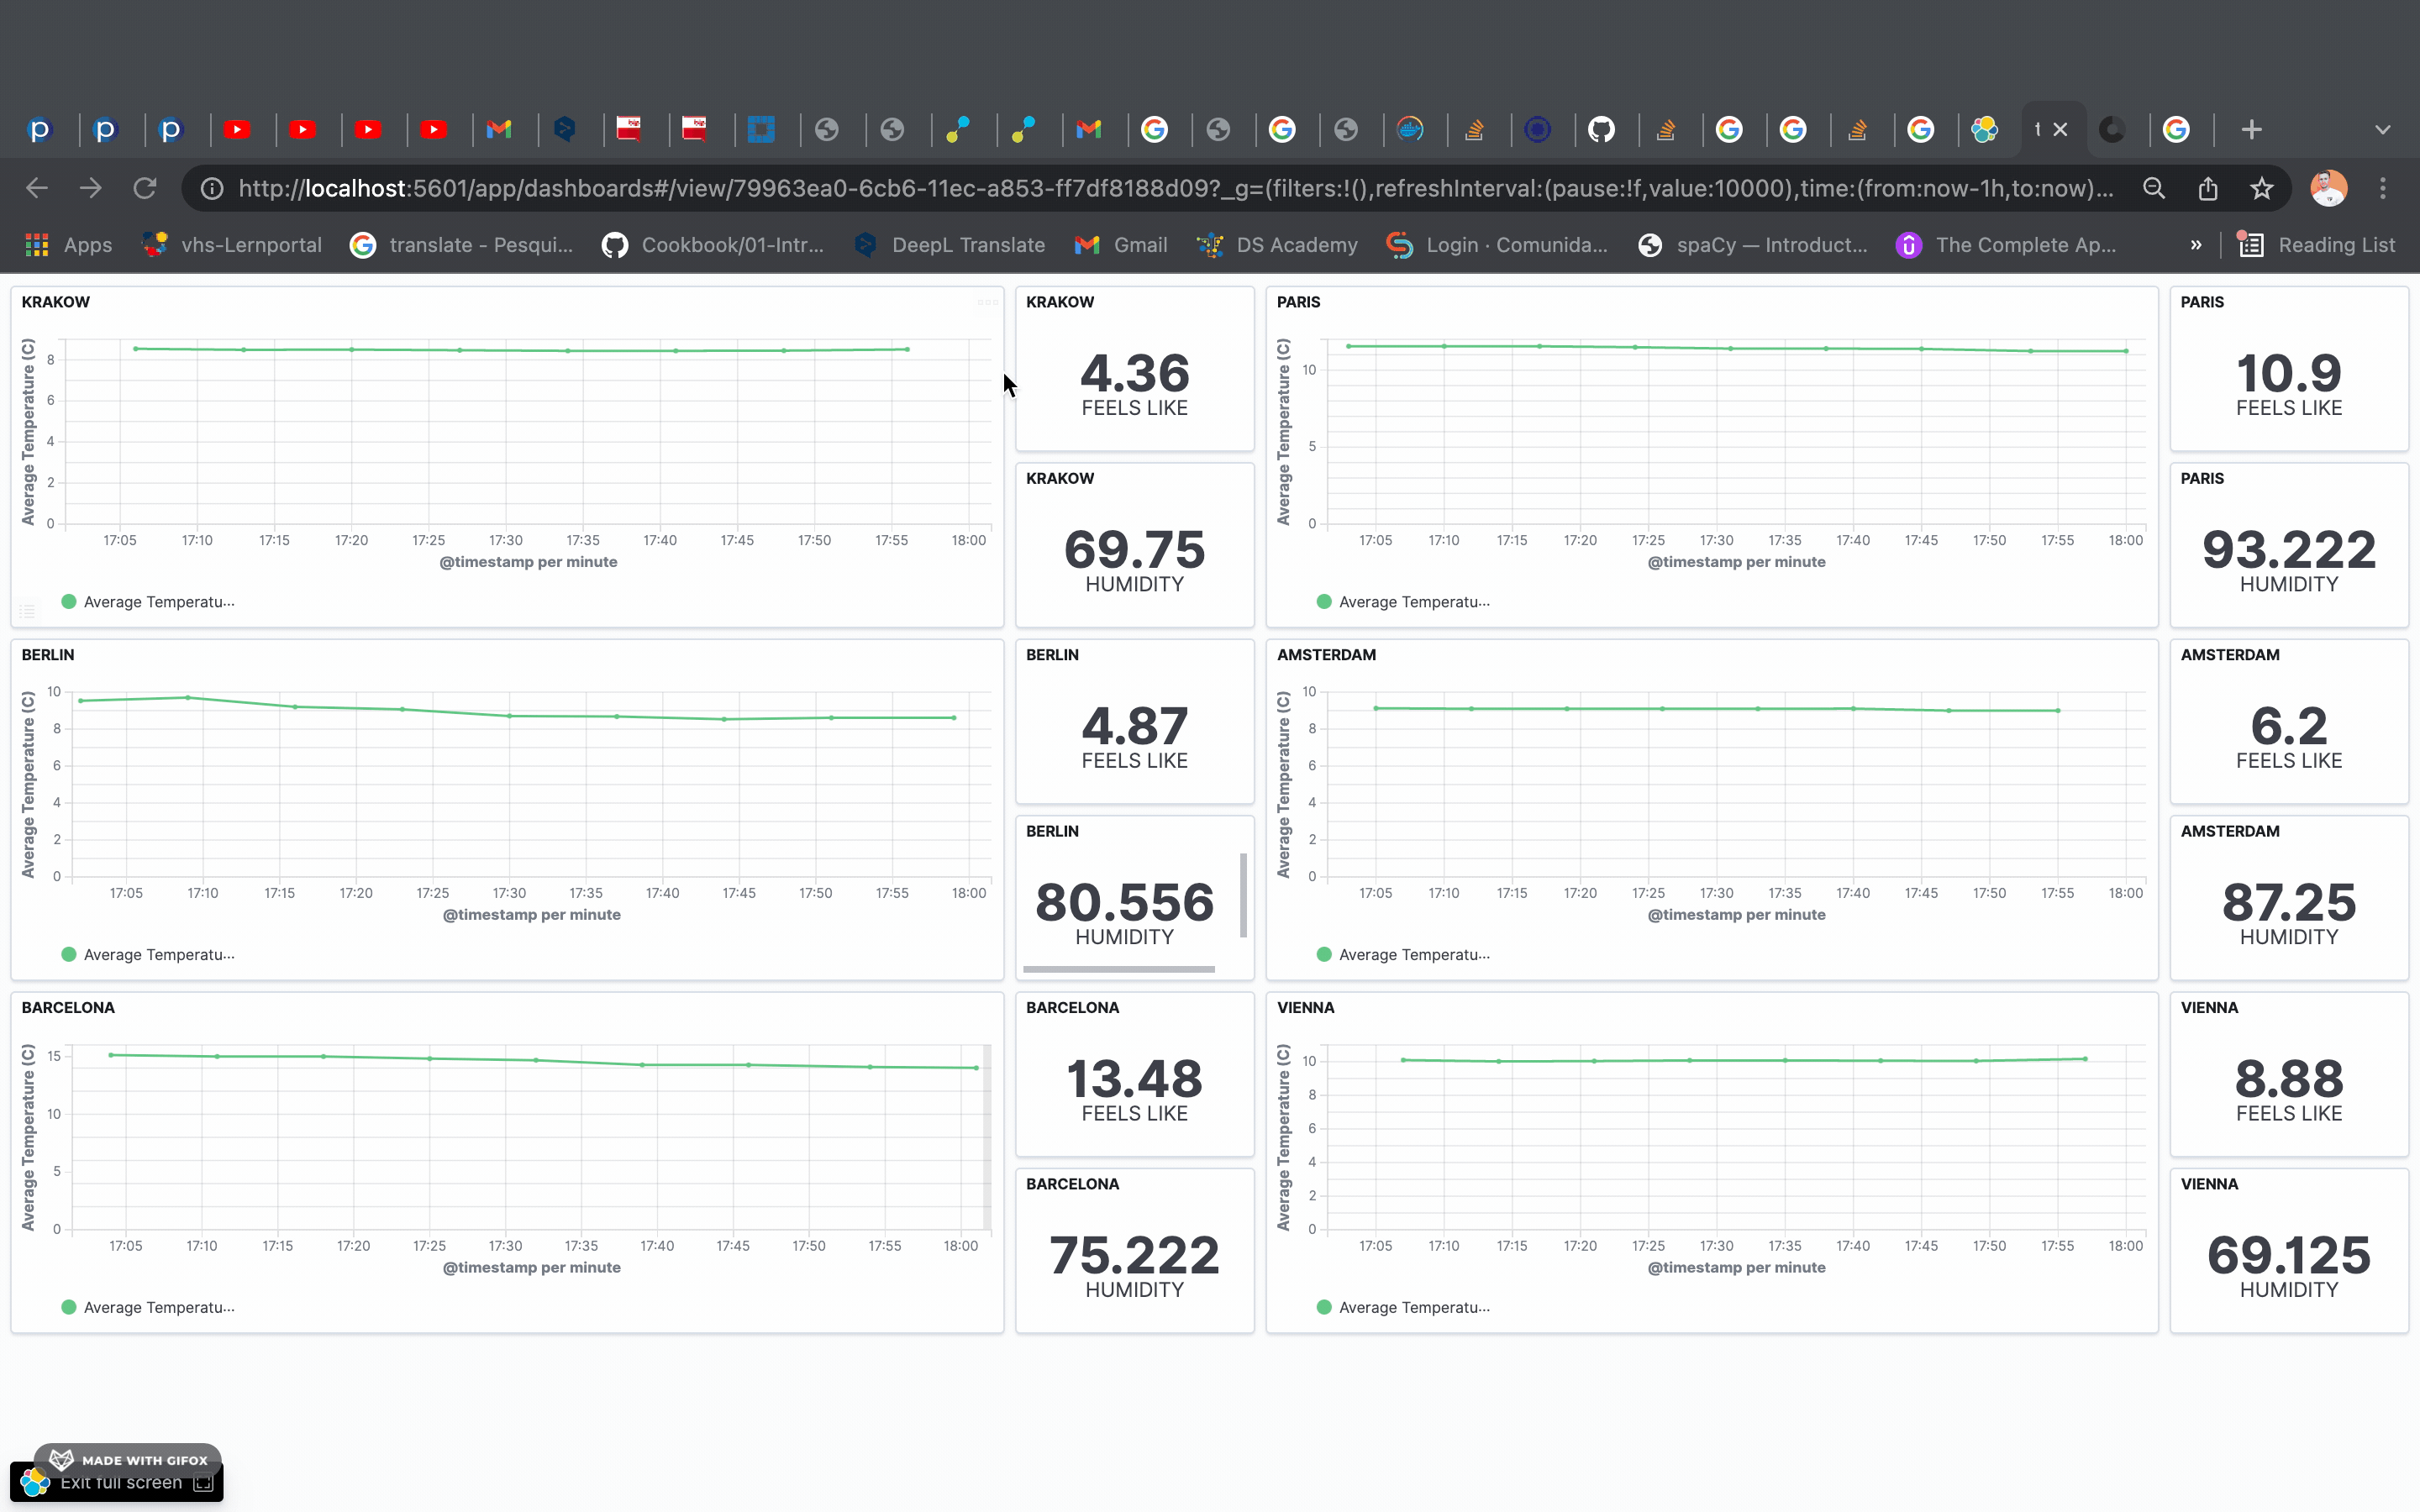 t
http://localhost:5601/app/dashboards#/view/79963ea0-6cb6-11ec-a853-ff7df8188d09?_g=(filters:!(),refreshInterval:(pause:!f,value:10000),time:(from:now-1h,to:now)...
Apps vhs-Lernportal translate - Pesqui... Cookbook/01-Intr... DeepL Translate Gmail DS Academy Login · Comunida... spaCy — Introduct... The Complete Ap... » Reading List
KRAKOW
Average Temperature (C)
8
6
4
2
0
17:05 17:10 17:15 17:20 17:25 17:30 17:35 17:40 17:45 17:50 17:55 18:00
@timestamp per minute
Average Temperatu...
KRAKOW
4.36
FEELS LIKE
KRAKOW
69.75
HUMIDITY
PARIS
Average Temperature (C)
10
5
0
17:05 17:10 17:15 17:20 17:25 17:30 17:35 17:40 17:45 17:50 17:55 18:00
@timestamp per minute
Average Temperatu...
PARIS
10.9
FEELS LIKE
PARIS
93.222
HUMIDITY
BERLIN
Average Temperature (C)
10
8
6
4
2
0
17:05 17:10 17:15 17:20 17:25 17:30 17:35 17:40 17:45 17:50 17:55 18:00
@timestamp per minute
Average Temperatu...
BERLIN
4.87
FEELS LIKE
BERLIN
80.556
HUMIDITY
AMSTERDAM
Average Temperature (C)
10
8
6
4
2
0
17:05 17:10 17:15 17:20 17:25 17:30 17:35 17:40 17:45 17:50 17:55 18:00
@timestamp per minute
Average Temperatu...
AMSTERDAM
6.2
FEELS LIKE
AMSTERDAM
87.25
HUMIDITY
BARCELONA
Average Temperature (C)
15
10
5
0
17:05 17:10 17:15 17:20 17:25 17:30 17:35 17:40 17:45 17:50 17:55 18:00
@timestamp per minute
Average Temperatu...
BARCELONA
13.48
FEELS LIKE
BARCELONA
75.222
HUMIDITY
VIENNA
Average Temperature (C)
10
8
6
4
2
0
17:05 17:10 17:15 17:20 17:25 17:30 17:35 17:40 17:45 17:50 17:55 18:00
@timestamp per minute
Average Temperatu...
VIENNA
8.88
FEELS LIKE
VIENNA
69.125
HUMIDITY
MADE WITH GIFOX
Exit full screen